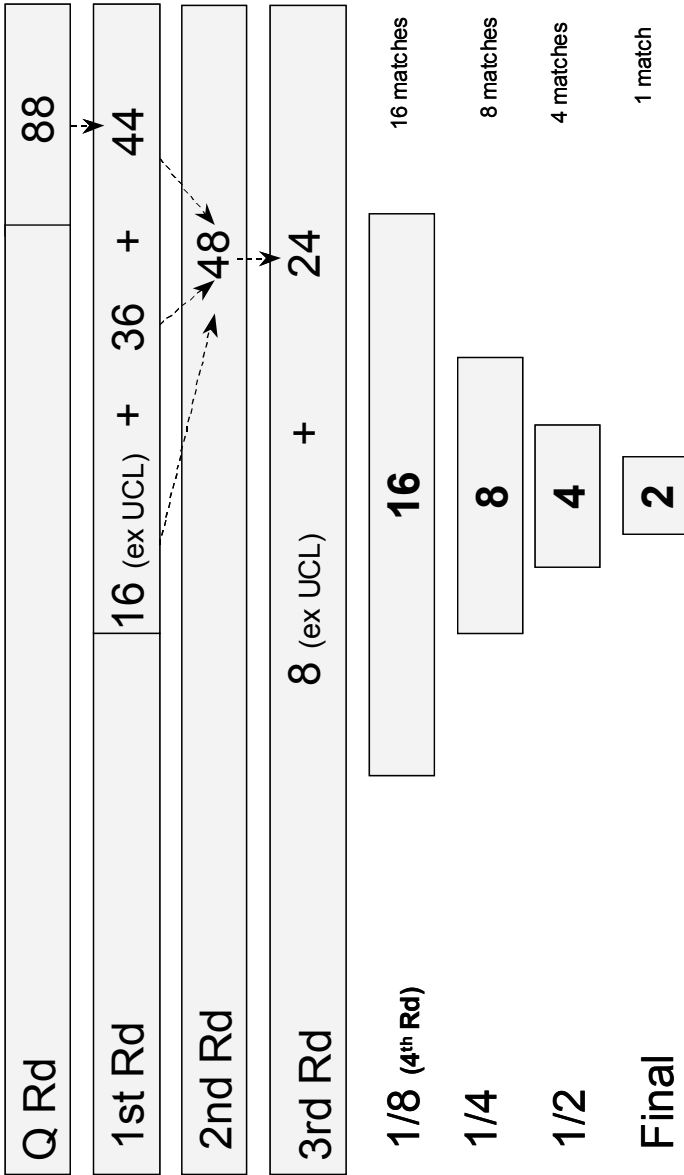 Q Rd 88
1st Rd 16 (ex UCL) + 36 + 44
2nd Rd 48
3rd Rd 8 (ex UCL) + 24
1/8 (4th Rd) 16 16 matches
1/4 8 8 matches
1/2 4 4 matches
Final 2 1 match